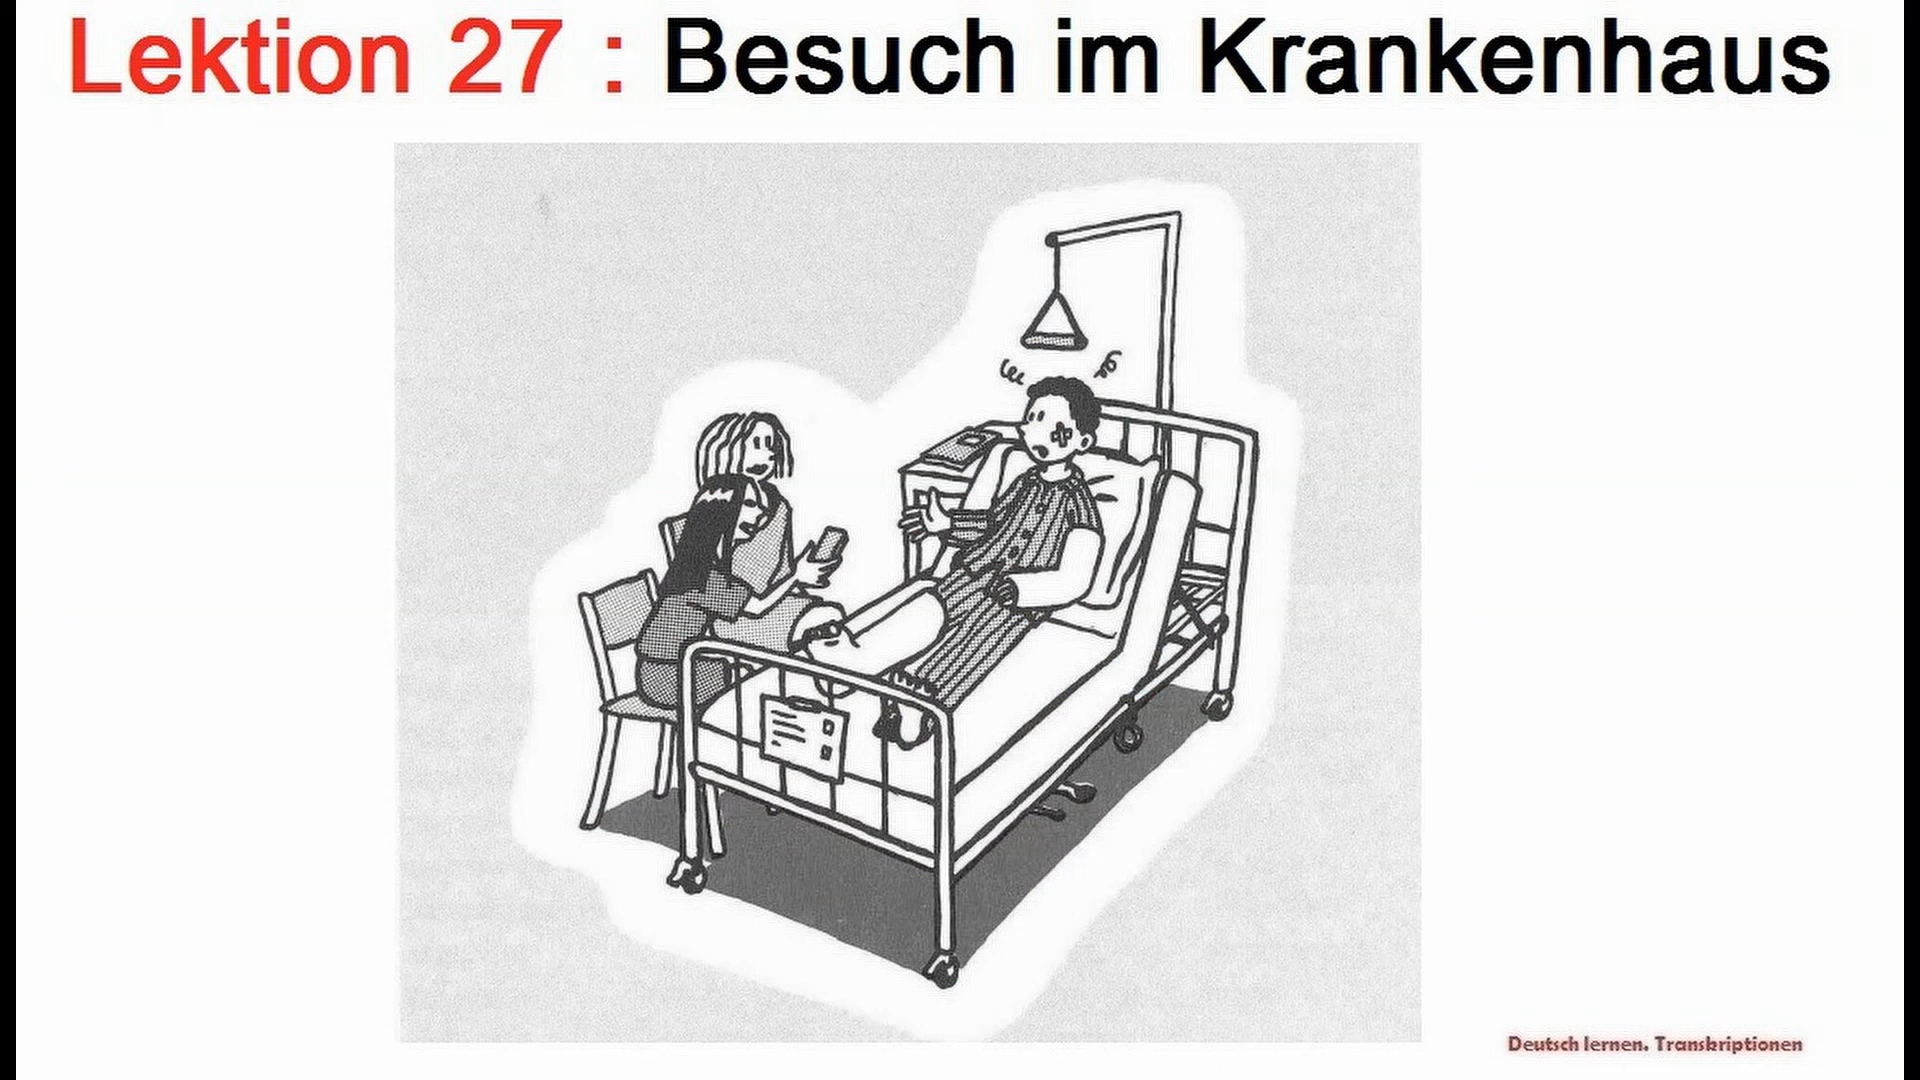 Lektion 27 : Besuch im Krankenhaus
Deutsch lernen. Transkriptionen